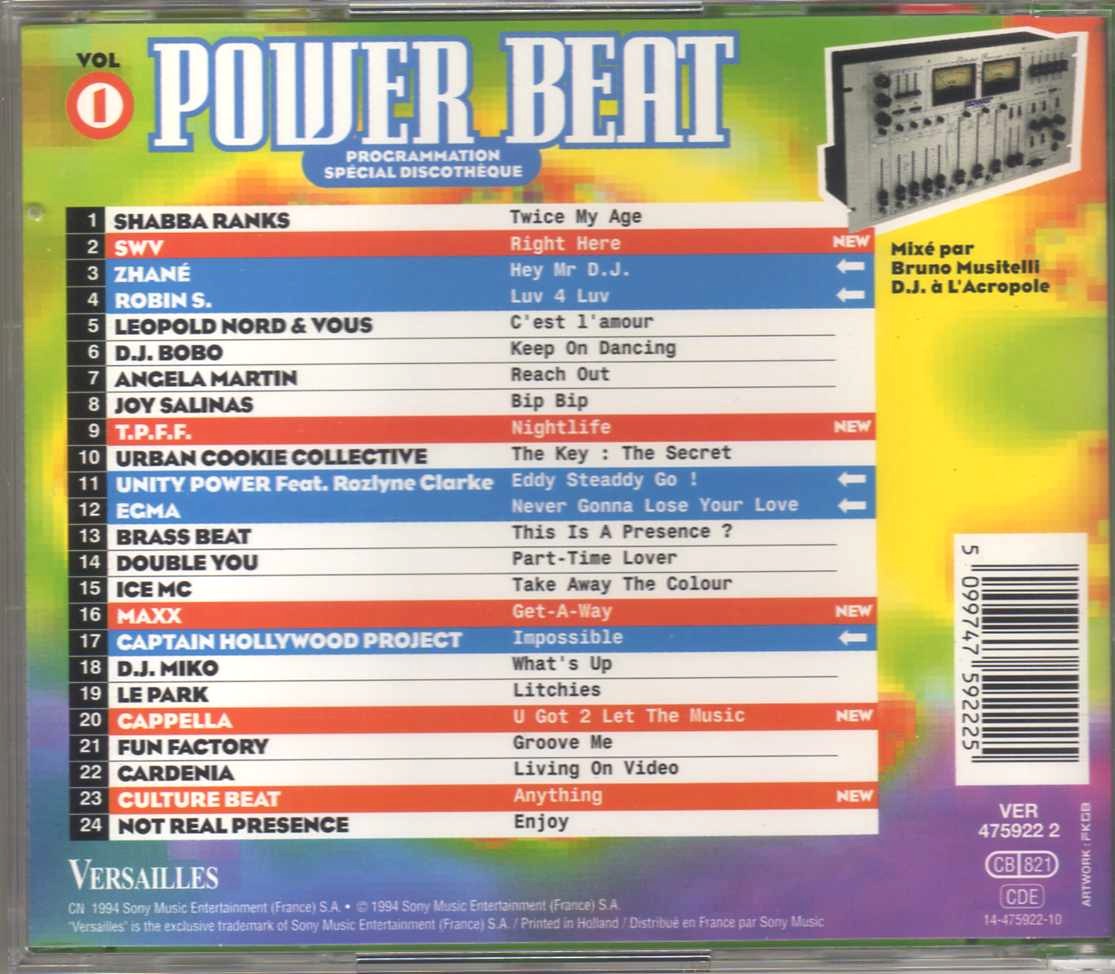 VOL
1
POWER BEAT
PROGRAMMATION
SPÉCIAL DISCOTHÈQUE
1 SHABBA RANKS Twice My Age
2 SWV Right Here NEW
3 ZHANÉ Hey Mr D.J.
4 ROBIN S. Luv 4 Luv
5 LEOPOLD NORD & VOUS C'est l'amour
6 D.J. BOBO Keep On Dancing
7 ANGELA MARTIN Reach Out
8 JOY SALINAS Bip Bip
9 T.P.F.F. Nightlife NEW
10 URBAN COOKIE COLLECTIVE The Key : The Secret
11 UNITY POWER Feat. Rozlyne Clarke Eddy Steaddy Go !
12 EGMA Never Gonna Lose Your Love
13 BRASS BEAT This Is A Presence ?
14 DOUBLE YOU Part-Time Lover
15 ICE MC Take Away The Colour
16 MAXX Get-A-Way NEW
17 CAPTAIN HOLLYWOOD PROJECT Impossible
18 D.J. MIKO What's Up
19 LE PARK Litchies
20 CAPPELLA U Got 2 Let The Music NEW
21 FUN FACTORY Groove Me
22 CARDENIA Living On Video
23 CULTURE BEAT Anything NEW
24 NOT REAL PRESENCE Enjoy
Mixé par
Bruno Musitelli
D.J. à L'Acropole
5 099747 592225
VER
475922 2
CB 821
CDE
14-475922-10
ARTWORK : FKGB
VERSAILLES
CN 1994 Sony Music Entertainment (France) S.A. • © 1994 Sony Music Entertainment (France) S.A.
"Versailles" is the exclusive trademark of Sony Music Entertainment (France) S.A. / Printed in Holland / Distribué en France par Sony Music